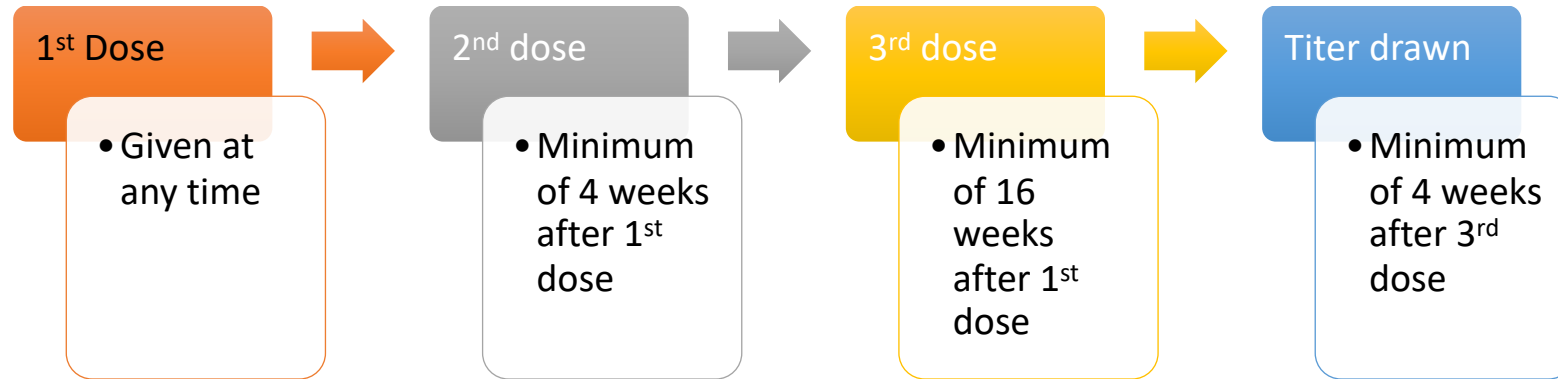 1st Dose
• Given at
any time
2nd dose
• Minimum
of 4 weeks
after 1st
dose
3rd dose
• Minimum
of 16
weeks
after 1st
dose
Titer drawn
• Minimum
of 4 weeks
after 3rd
dose